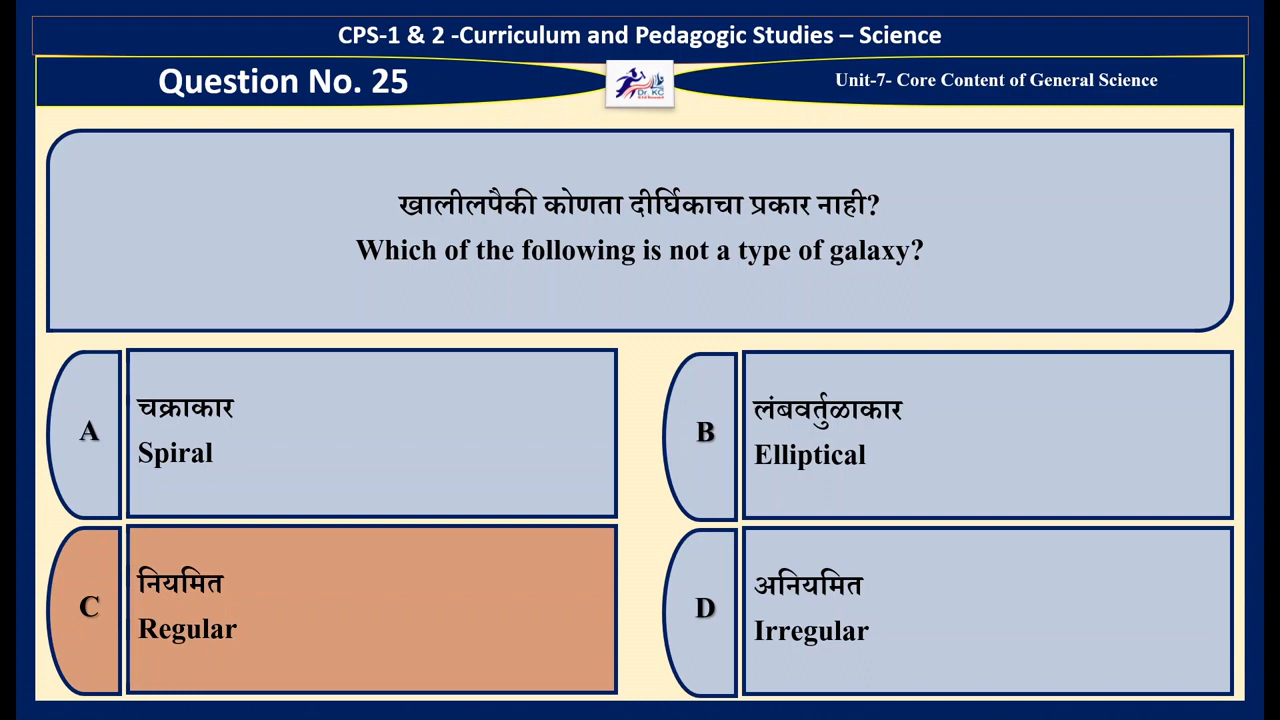 CPS-1 & 2 -Curriculum and Pedagogic Studies – Science
Question No. 25
Dr. KC
Unit-7- Core Content of General Science
खालीलपैकी कोणता दीर्घिकाचा प्रकार नाही?
Which of the following is not a type of galaxy?
A
चक्राकार
Spiral
B
लंबवर्तुळाकार
Elliptical
C
नियमित
Regular
D
अनियमित
Irregular